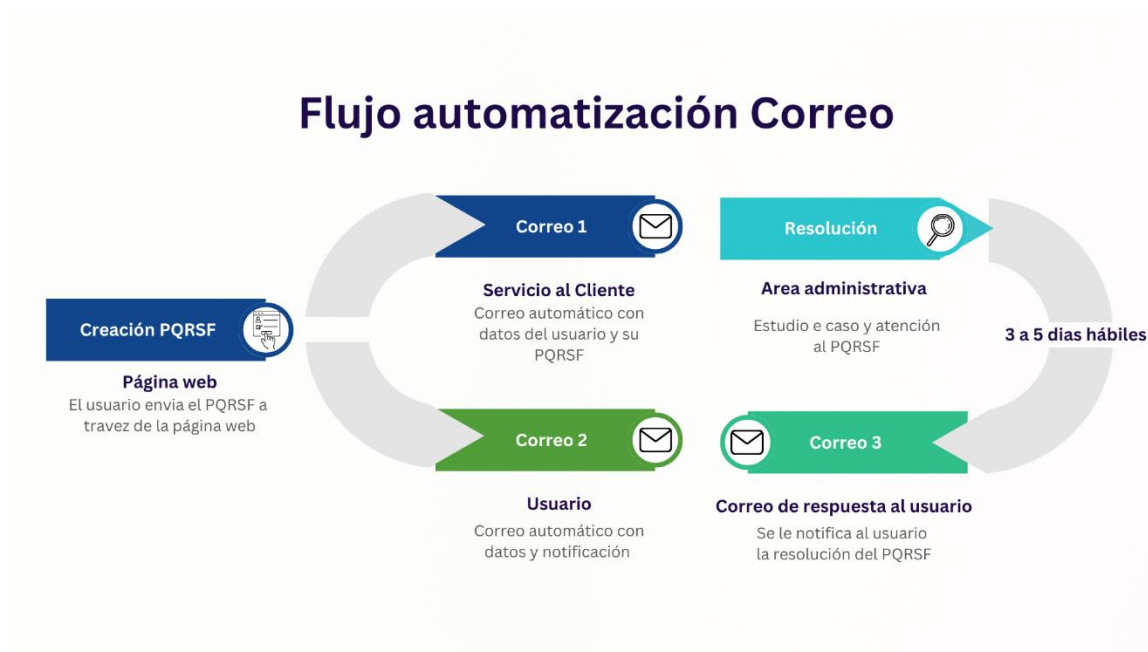 Flujo automatización Correo
Creación PQRSF
Página web
El usuario envia el PQRSF a
travez de la página web
Correo 1
Servicio al Cliente
Correo automático con
datos del usuario y su
PQRSF
Correo 2
Usuario
Correo automático con
datos y notificación
Resolución
Area administrativa
Estudio e caso y atención
al PQRSF
3 a 5 dias hábiles
Correo 3
Correo de respuesta al usuario
Se le notifica al usuario
la resolución del PQRSF